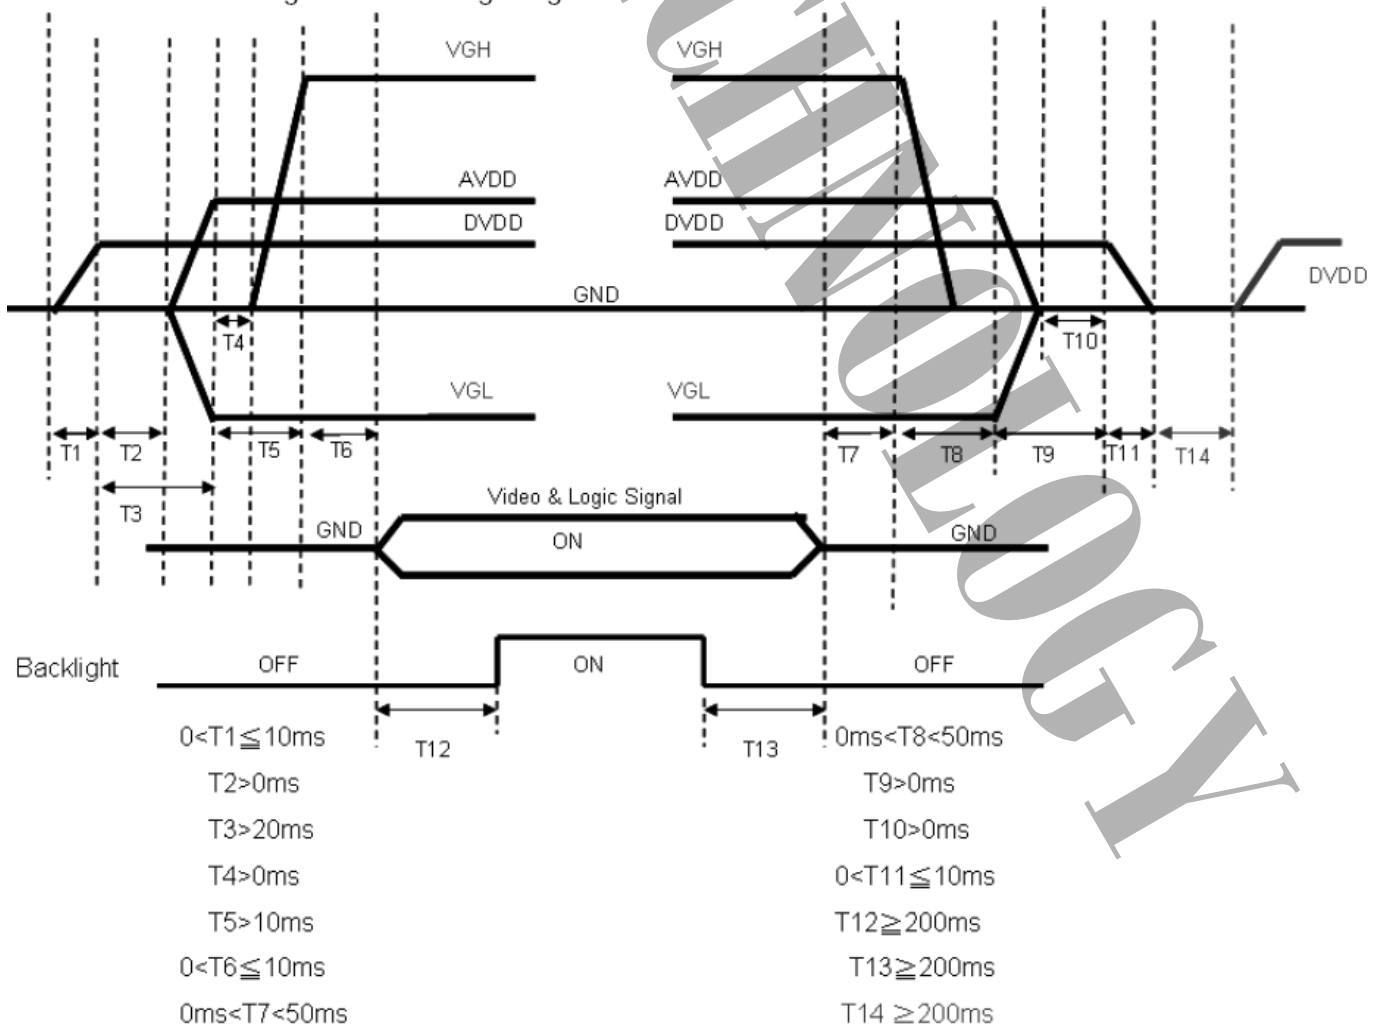 VGH
VGH
AVDD
AVDD
DVDD
DVDD
DVDD
GND
T4
T10
VGL
VGL
T1
T2
T5
T6
T7
T8
T9
T11
T14
T3
Video & Logic Signal
GND
ON
GND
Backlight
OFF
ON
OFF
T12
T13
0<T1≦10ms
T2>0ms
T3>20ms
T4>0ms
T5>10ms
0<T6≦10ms
0ms<T7<50ms
0ms<T8<50ms
T9>0ms
T10>0ms
0<T11≦10ms
T12≧200ms
T13≧200ms
T14 ≧200ms
CHNOLOGY